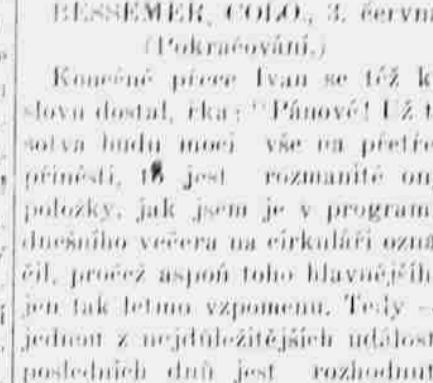 BESSEMER, COLO., 3. červn
(Pokračování.)
Konečně přece Ivan se též k
slovu dostal, řka: "Pánové! Už t
sotva budu moci vše na přetře
přinésti, to jest rozmanité on
položky, jak jsem je v program
dnešního večera na cirkuláři ozna
čil, pročež aspoň toho hlavnějšíh
jen tak letmo vzpomenu. Tedy —
jednou z nejdůležitějších událost
posledních dnů jest rozhodnut